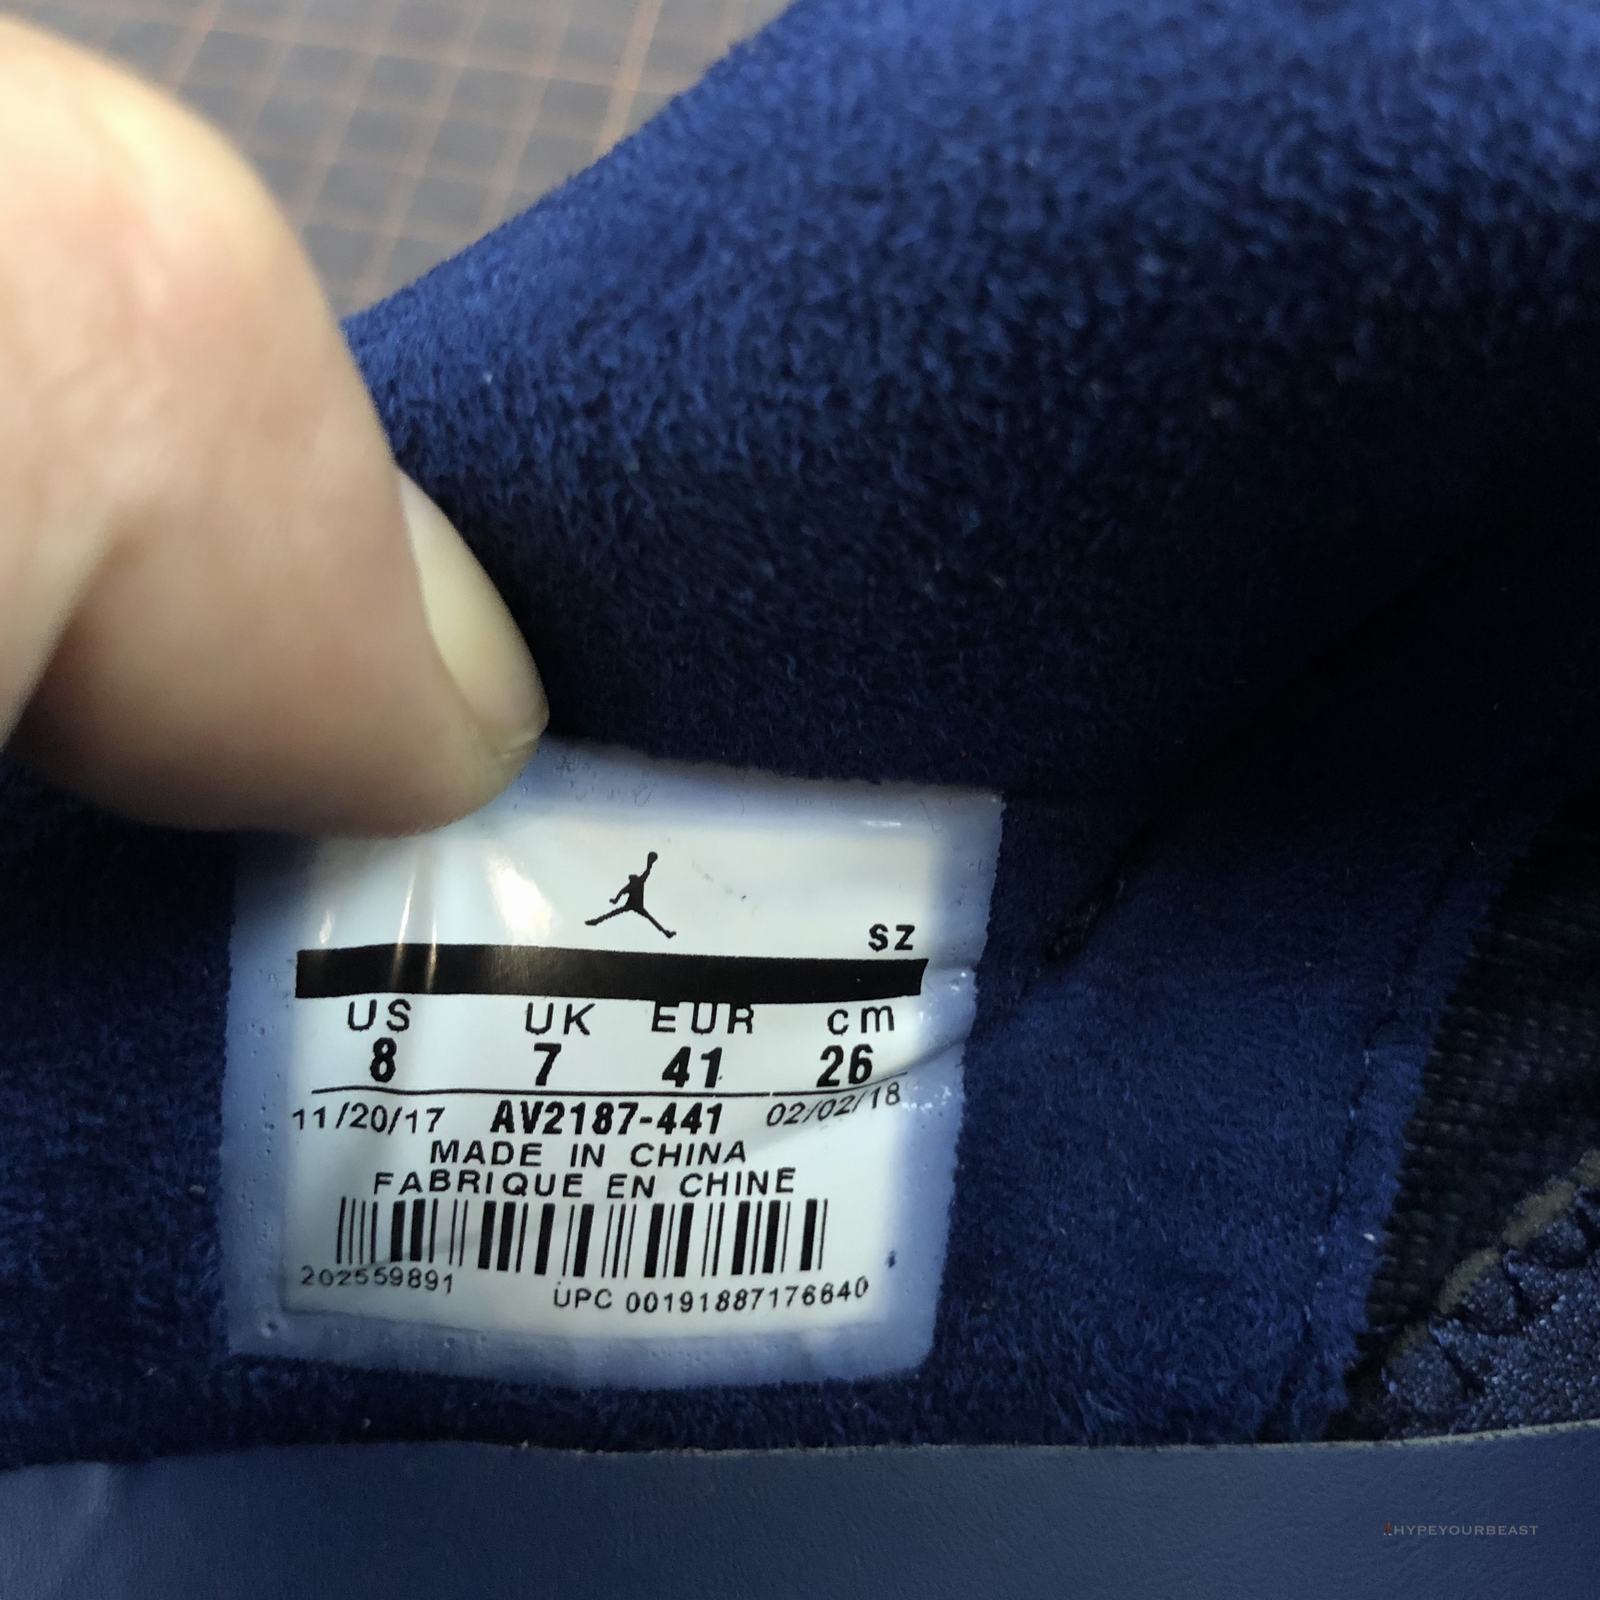 sz
US UK EUR cm
8 7 41 26
11/20/17 AV2187-441 02/02/18
MADE IN CHINA
FABRIQUE EN CHINE
202559891
UPC 00191887176640
HYPEYOURBEAST